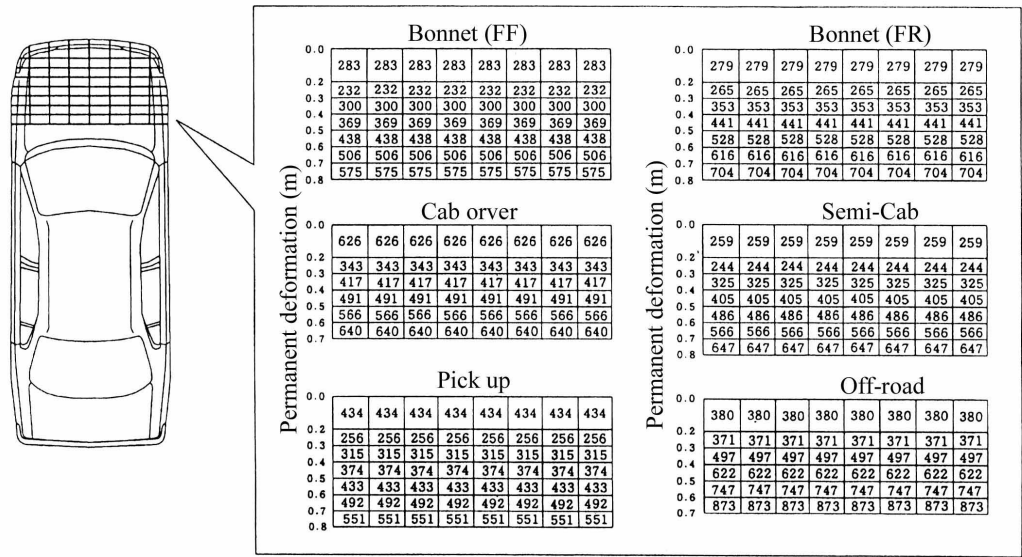 Permanent deformation (m)
Bonnet (FF)
0.0
283 283 283 283 283 283 283 283
0.2
232 232 232 232 232 232 232 232
0.3
300 300 300 300 300 300 300 300
0.4
369 369 369 369 369 369 369 369
0.5
438 438 438 438 438 438 438 438
0.6
506 506 506 506 506 506 506 506
0.7
575 575 575 575 575 575 575 575
0.8
Cab orver
0.0
626 626 626 626 626 626 626 626
0.2
343 343 343 343 343 343 343 343
0.3
417 417 417 417 417 417 417 417
0.4
491 491 491 491 491 491 491 491
0.5
566 566 566 566 566 566 566 566
0.6
640 640 640 640 640 640 640 640
0.7
Pick up
0.0
434 434 434 434 434 434 434 434
0.2
256 256 256 256 256 256 256 256
0.3
315 315 315 315 315 315 315 315
0.4
374 374 374 374 374 374 374 374
0.5
433 433 433 433 433 433 433 433
0.6
492 492 492 492 492 492 492 492
0.7
551 551 551 551 551 551 551 551
0.8
Permanent deformation (m)
Bonnet (FR)
0.0
279 279 279 279 279 279 279 279
0.2
265 265 265 265 265 265 265 265
0.3
353 353 353 353 353 353 353 353
0.4
441 441 441 441 441 441 441 441
0.5
528 528 528 528 528 528 528 528
0.6
616 616 616 616 616 616 616 616
0.7
704 704 704 704 704 704 704 704
0.8
Semi-Cab
0.0
259 259 259 259 259 259 259 259
0.2
244 244 244 244 244 244 244 244
0.3
325 325 325 325 325 325 325 325
0.4
405 405 405 405 405 405 405 405
0.5
486 486 486 486 486 486 486 486
0.6
566 566 566 566 566 566 566 566
0.7
647 647 647 647 647 647 647 647
0.8
Off-road
0.0
380 380 380 380 380 380 380 380
0.2
371 371 371 371 371 371 371 371
0.3
497 497 497 497 497 497 497 497
0.4
622 622 622 622 622 622 622 622
0.5
747 747 747 747 747 747 747 747
0.6
873 873 873 873 873 873 873 873
0.7